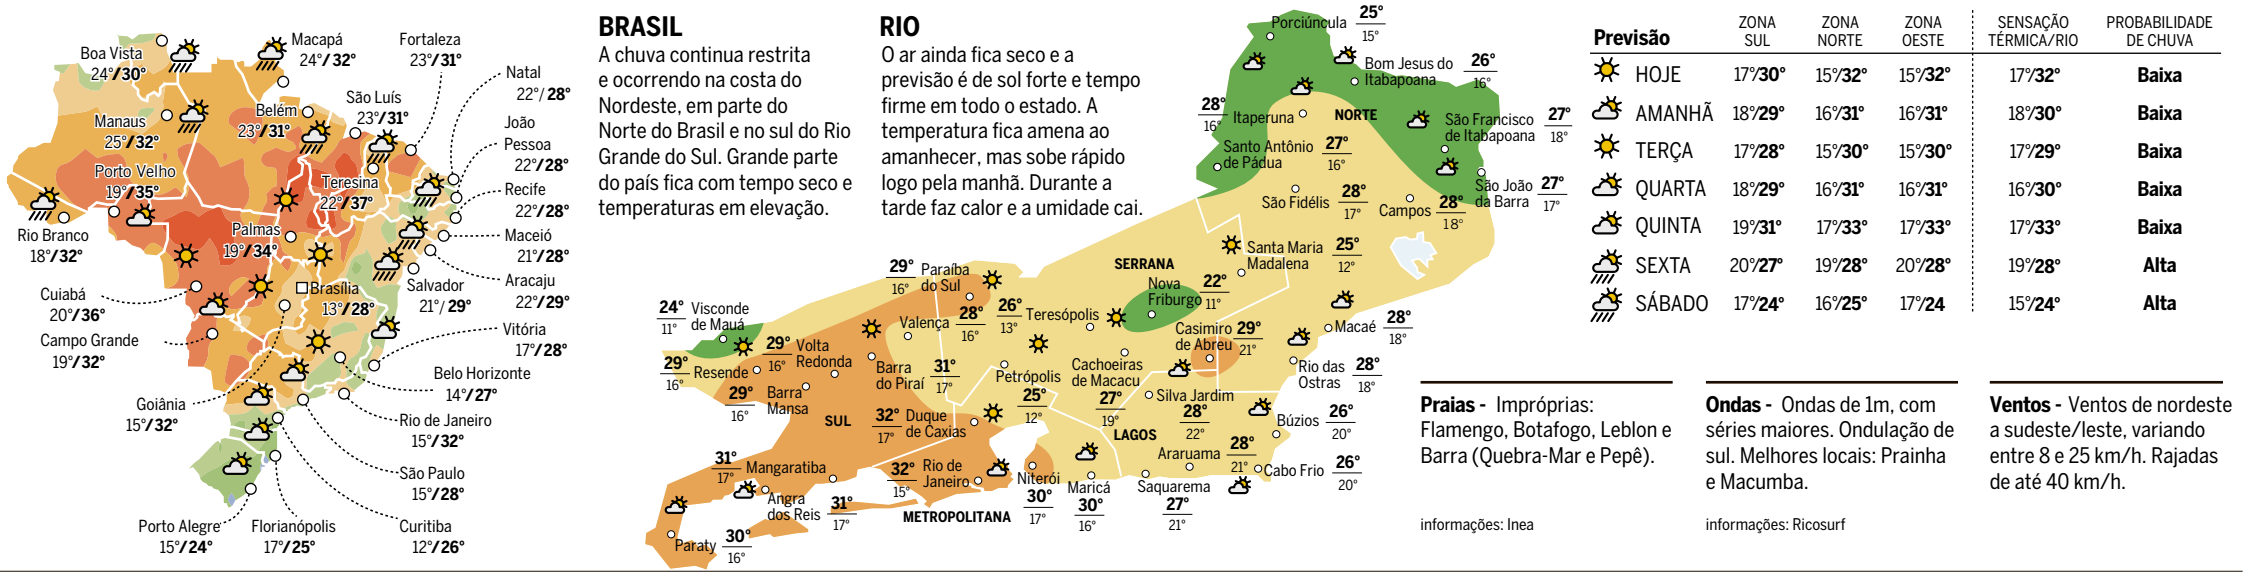 Boa Vista
24°/30°
Macapá
24°/32°
Fortaleza
23°/31°
Natal
22°/28°
Manaus
25°/32°
Belém
23°/31°
São Luís
23°/31°
João
Pessoa
22°/28°
Porto Velho
19°/35°
Teresina
22°/37°
Recife
22°/28°
Rio Branco
18°/32°
Palmas
19°/34°
Maceió
21°/28°
Aracaju
22°/29°
Salvador
21°/29°
Cuiabá
20°/36°
Brasília
13°/28°
Vitória
17°/28°
Campo Grande
19°/32°
Belo Horizonte
14°/27°
Goiânia
15°/32°
Rio de Janeiro
15°/32°
São Paulo
15°/28°
Porto Alegre
15°/24°
Florianópolis
17°/25°
Curitiba
12°/26°
BRASIL
A chuva continua restrita
e ocorrendo na costa do
Nordeste, em parte do
Norte do Brasil e no sul do Rio
Grande do Sul. Grande parte
do país fica com tempo seco e
temperaturas em elevação.
RIO
O ar ainda fica seco e a
previsão é de sol forte e tempo
firme em todo o estado. A
temperatura fica amena ao
amanhecer, mas sobe rápido
logo pela manhã. Durante a
tarde faz calor e a umidade cai.
Porciúncula 25°
15°
Bom Jesus do
Itabapoana 26°
16°
28°
16° Itaperuna
NORTE
São Francisco
de Itabapoana 27°
18°
Santo Antônio
de Pádua 27°
16°
São Fidélis 28°
17°
Campos 28°
18°
São João
da Barra 27°
17°
Santa Maria
Madalena 25°
12°
SERRANA
Nova
Friburgo 22°
11°
29°
16° Paraíba
do Sul
24°
11° Visconde
de Mauá
Valença 28°
16°
26°
13° Teresópolis
Casimiro
de Abreu 29°
21°
Macaé 28°
18°
29°
16° Resende
29°
16° Volta
Redonda
Barra
do Piraí 31°
17°
Petrópolis
25°
12°
Cachoeiras
de Macacu
27°
19°
Rio das
Ostras 28°
18°
29°
16° Barra
Mansa
Silva Jardim
28°
22°
SUL
32°
17° Duque
de Caxias
LAGOS
Búzios 26°
20°
Araruama 28°
21°
Cabo Frio 26°
20°
31°
17° Mangaratiba
32°
15° Rio de
Janeiro
Niterói
30°
17°
Maricá
30°
16°
Saquarema
27°
21°
Angra
dos Reis 31°
17°
METROPOLITANA
Paraty 30°
16°
Previsão ZONA SUL ZONA NORTE ZONA OESTE SENSAÇÃO TÉRMICA/RIO PROBABILIDADE DE CHUVA
HOJE 17°/30° 15°/32° 15°/32° 17°/32° Baixa
AMANHÃ 18°/29° 16°/31° 16°/31° 18°/30° Baixa
TERÇA 17°/28° 15°/30° 15°/30° 17°/29° Baixa
QUARTA 18°/29° 16°/31° 16°/31° 16°/30° Baixa
QUINTA 19°/31° 17°/33° 17°/33° 17°/33° Baixa
SEXTA 20°/27° 19°/28° 20°/28° 19°/28° Alta
SÁBADO 17°/24° 16°/25° 17°/24 15°/24° Alta
Praias - Impróprias:
Flamengo, Botafogo, Leblon e
Barra (Quebra-Mar e Pepê).
informações: Inea
Ondas - Ondas de 1m, com
séries maiores. Ondulação de
sul. Melhores locais: Prainha
e Macumba.
informações: Ricosurf
Ventos - Ventos de nordeste
a sudeste/leste, variando
entre 8 e 25 km/h. Rajadas
de até 40 km/h.